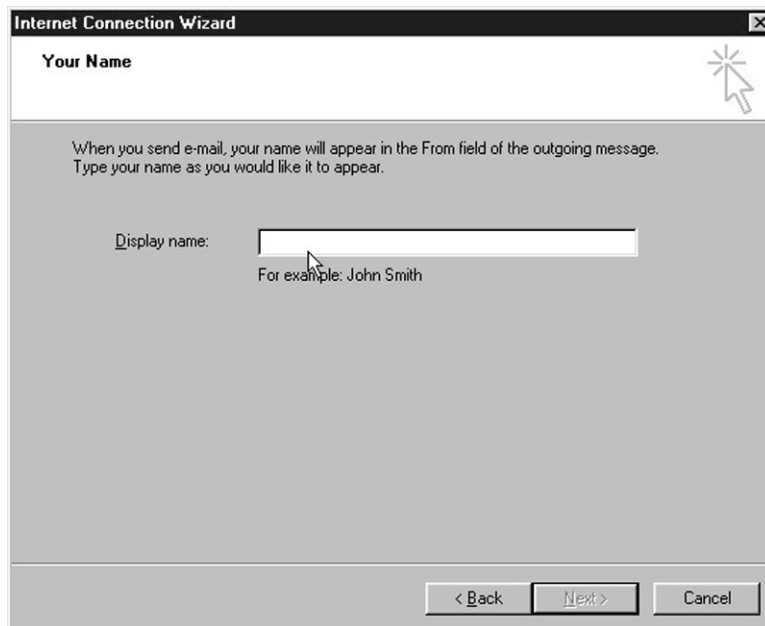 Internet Connection Wizard
Your Name
When you send e-mail, your name will appear in the From field of the outgoing message.
Type your name as you would like it to appear.
Display name:
For example: John Smith
< Back
Next >
Cancel